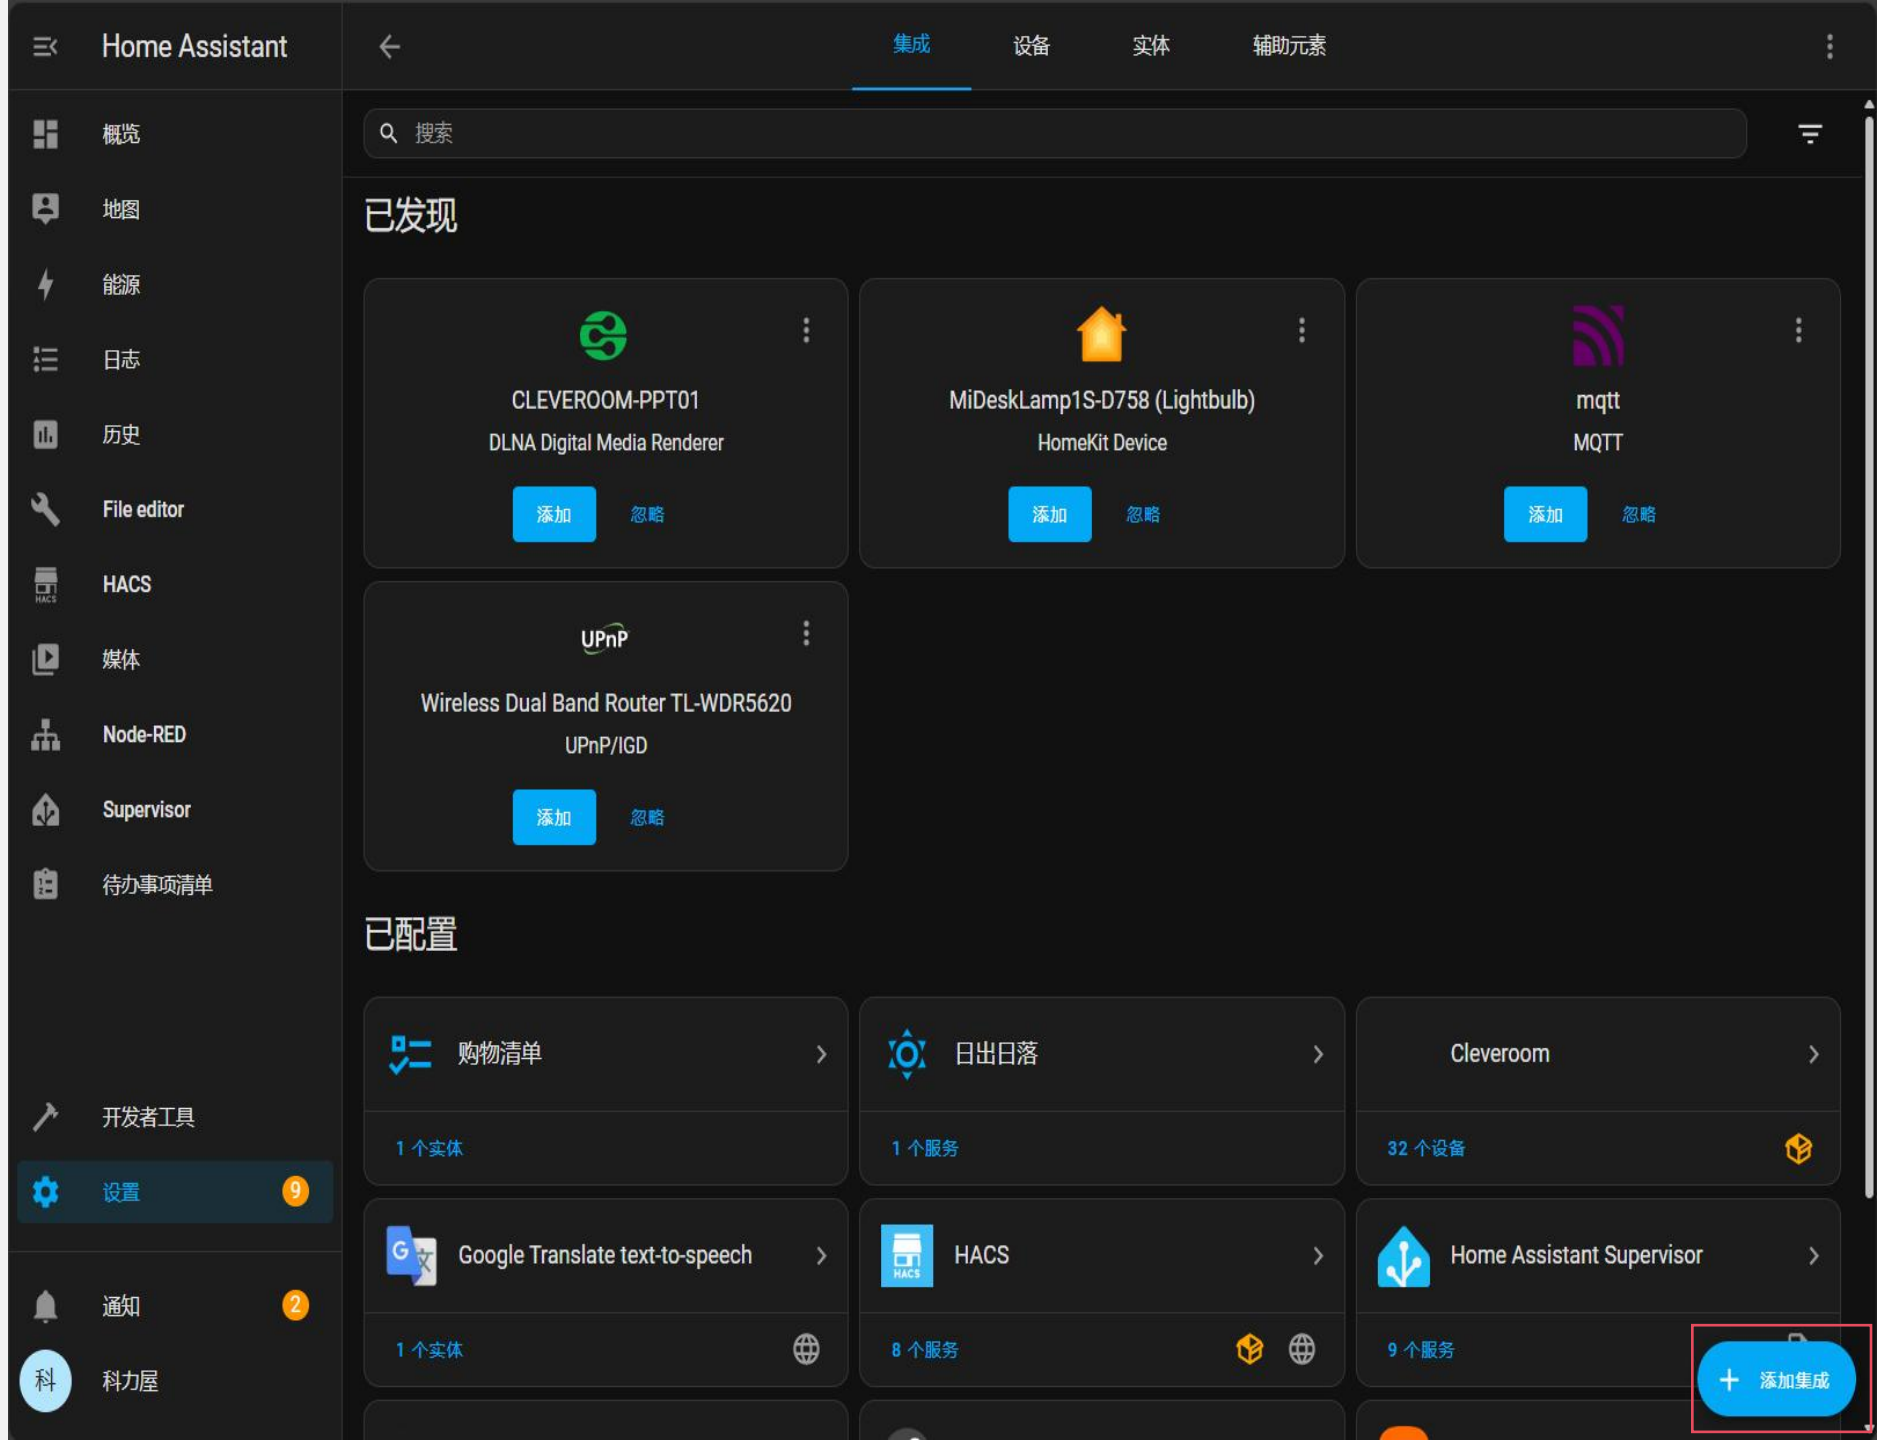 Home Assistant
集成
设备
实体
辅助元素
概览
地图
能源
日志
历史
File editor
HACS
HACS
媒体
Node-RED
Supervisor
待办事项清单
开发者工具
设置
9
通知
2
科
科力屋
搜索
已发现
CLEVEROOM-PPT01
DLNA Digital Media Renderer
添加
忽略
MiDeskLamp1S-D758 (Lightbulb)
HomeKit Device
添加
忽略
mqtt
MQTT
添加
忽略
UPnP
Wireless Dual Band Router TL-WDR5620
UPnP/IGD
添加
忽略
已配置
购物清单
1 个实体
日出日落
1 个服务
Cleveroom
32 个设备
G
文
Google Translate text-to-speech
1 个实体
HACS
HACS
8 个服务
Home Assistant Supervisor
9 个服务
添加集成